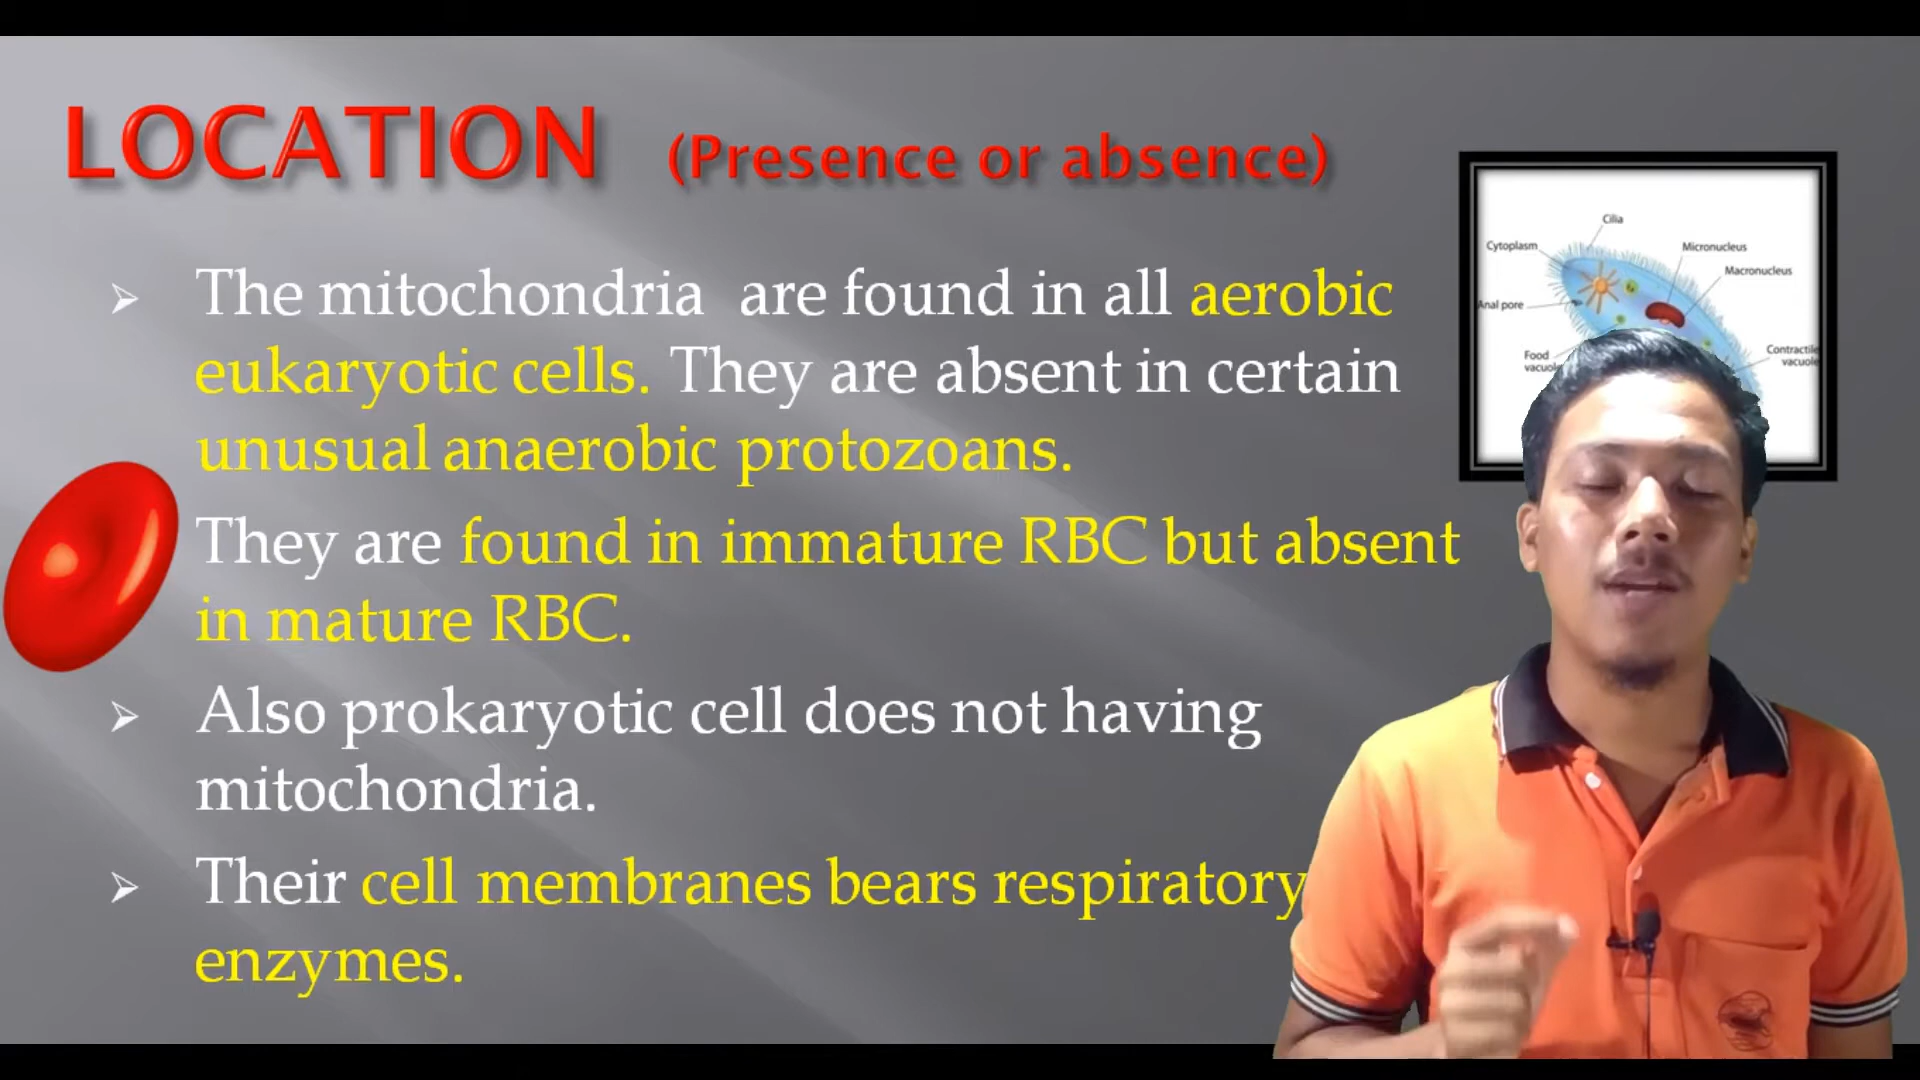 LOCATION (Presence or absence)
The mitochondria are found in all aerobic
eukaryotic cells. They are absent in certain
unusual anaerobic protozoans.
They are found in immature RBC but absent
in mature RBC.
Also prokaryotic cell does not having
mitochondria.
Their cell membranes bears respiratory
enzymes.
Cilia
Cytoplasm
Micronucleus
Macronucleus
Anal pore
Food
vacuole
Contractile
vacuole